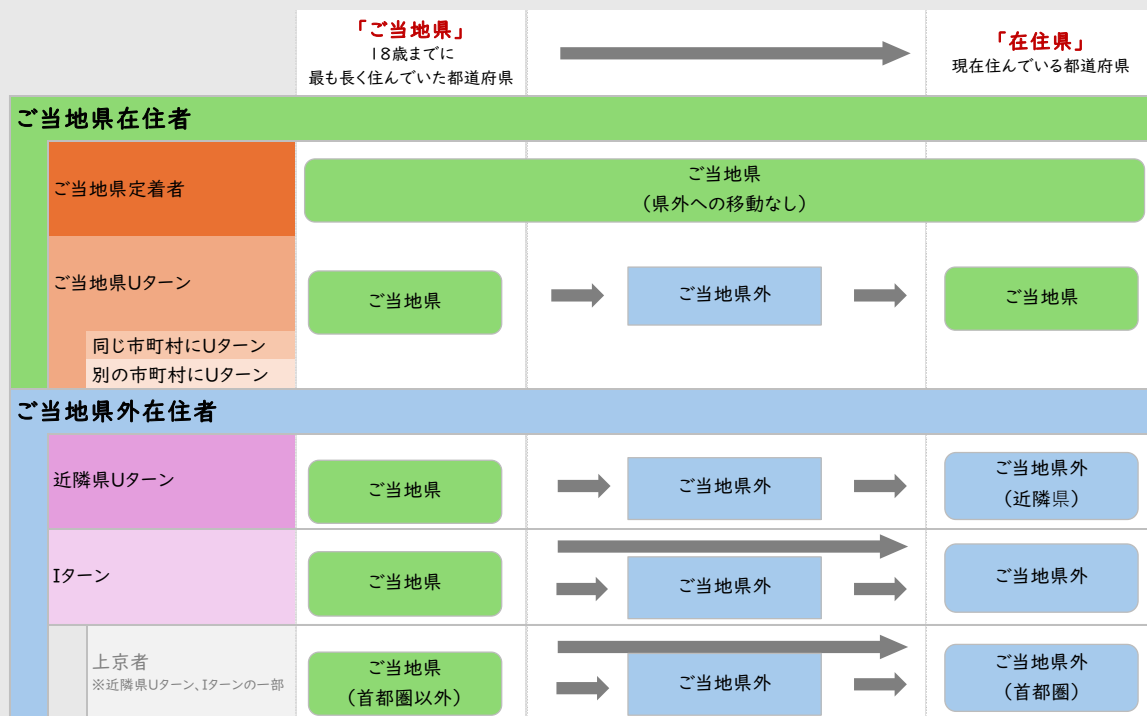 「ご当地県」
18歳までに
最も長く住んでいた都道府県
「在住県」
現在住んでいる都道府県
ご当地県在住者
ご当地県定着者
ご当地県
（県外への移動なし）
ご当地県Uターン
ご当地県
ご当地県外
ご当地県
同じ市町村にUターン
別の市町村にUターン
ご当地県外在住者
近隣県Uターン
ご当地県
ご当地県外
ご当地県外
（近隣県）
Iターン
ご当地県
ご当地県外
ご当地県外
上京者
※近隣県Uターン、Iターンの一部
ご当地県
（首都圏以外）
ご当地県外
ご当地県外
（首都圏）